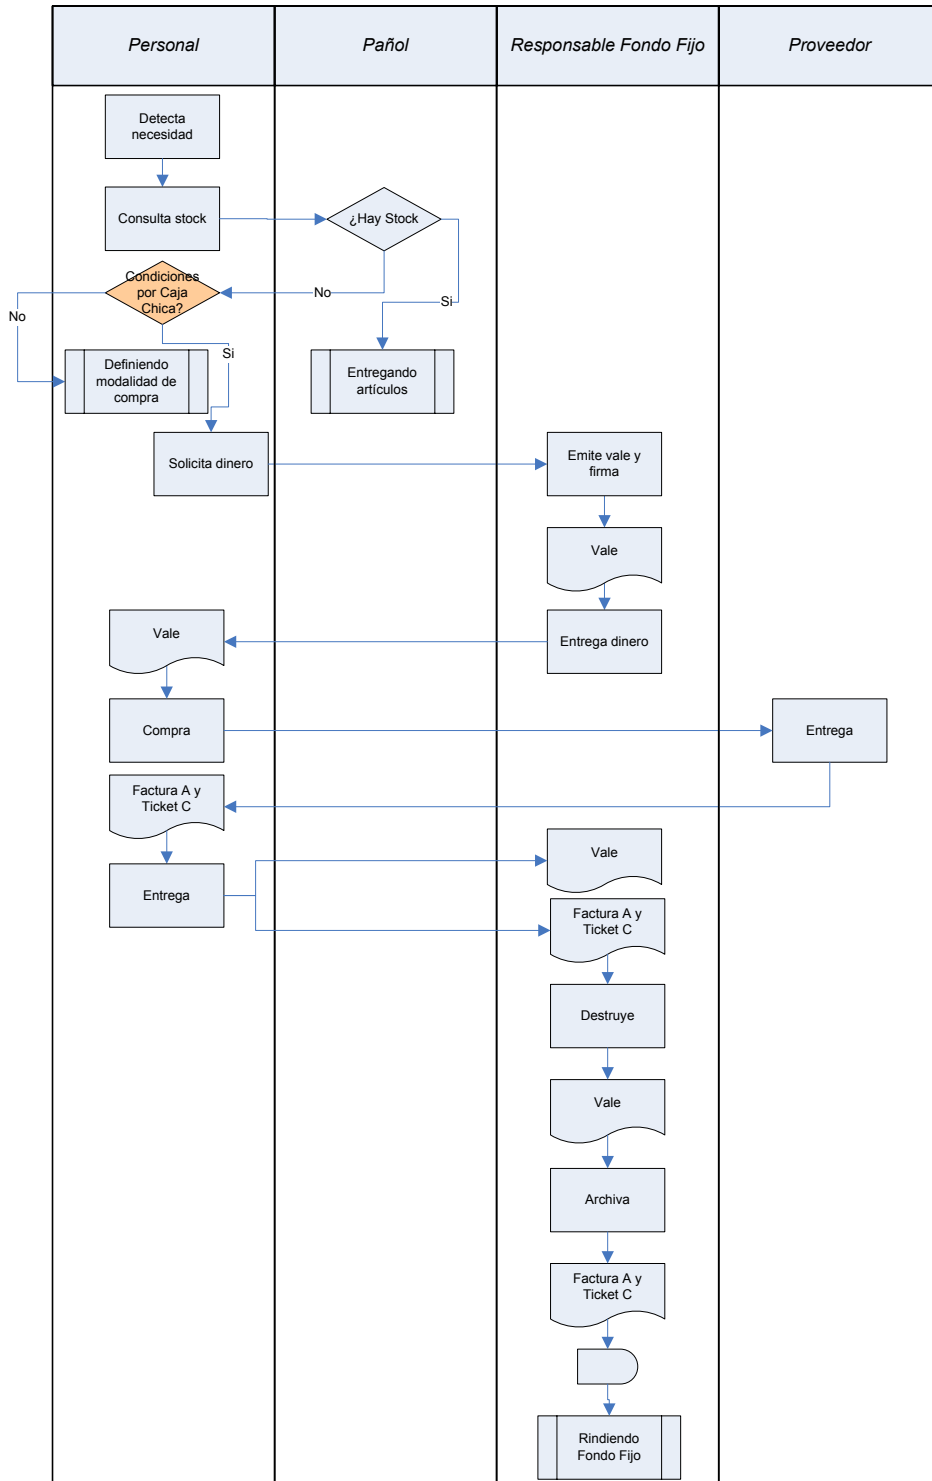 Personal
Pañol
Responsable Fondo Fijo
Proveedor
Detecta
necesidad
Consulta stock
¿Hay Stock
Condiciones
por Caja
Chica?
No
Si
No
Si
Definiendo
modalidad de
compra
Entregando
artículos
Solicita dinero
Emite vale y
firma
Vale
Entrega dinero
Vale
Compra
Entrega
Factura A y
Ticket C
Entrega
Vale
Factura A y
Ticket C
Destruye
Vale
Archiva
Factura A y
Ticket C
Rindiendo
Fondo Fijo